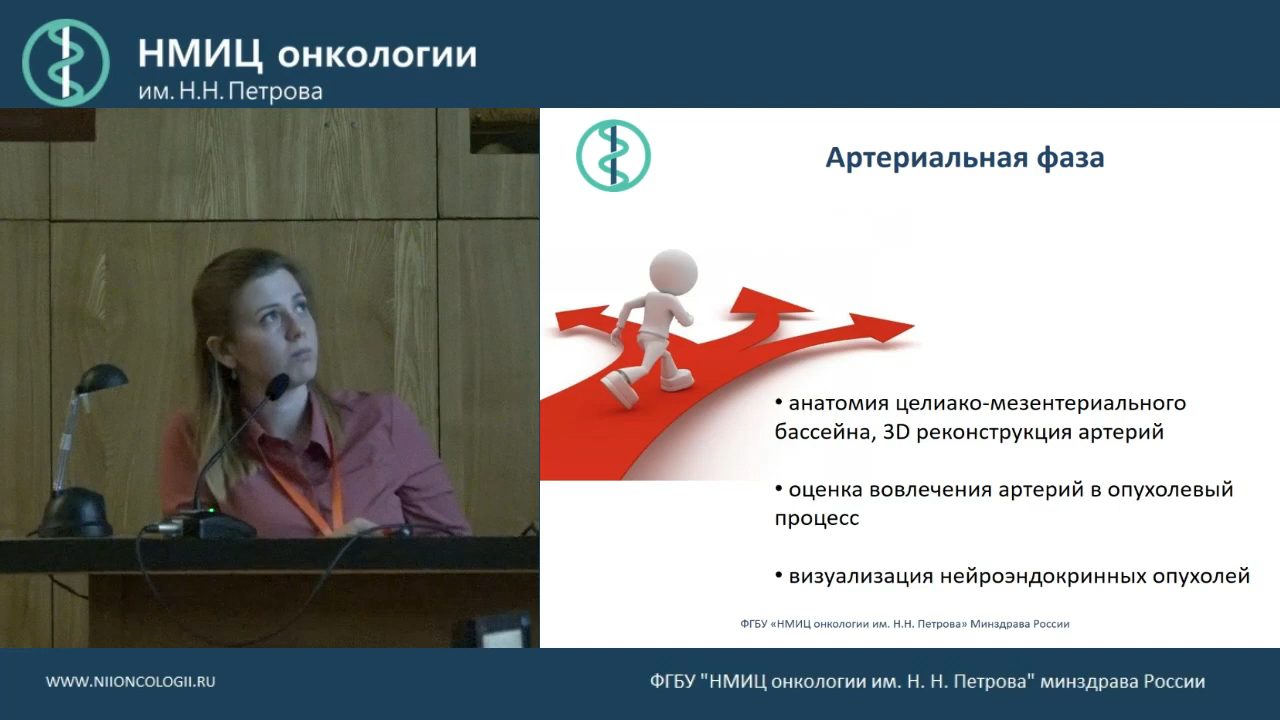 НМИЦ онкологии
им. Н.Н. Петрова
Артериальная фаза
• анатомия целиако-мезентериального
бассейна, 3D реконструкция артерий
• оценка вовлечения артерий в опухолевый
процесс
• визуализация нейроэндокринных опухолей
ФГБУ «НМИЦ онкологии им. Н.Н. Петрова» Минздрава России
WWW.NIIONCOLOGII.RU
ФГБУ "НМИЦ онкологии им. Н. Н. Петрова" минздрава России